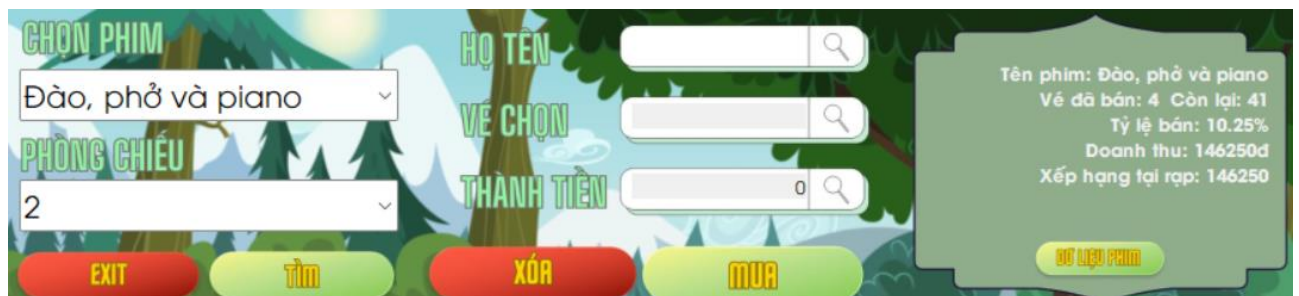 CHỌN PHIM
Đào, phở và piano
PHÒNG CHIẾU
2
EXIT
TÌM
HỌ TÊN
VÉ CHỌN
THÀNH TIỀN
0
XÓA
MUA
Tên phim: Đào, phở và piano
Vé đã bán: 4 Còn lại: 41
Tỷ lệ bán: 10.25%
Doanh thu: 146250đ
Xếp hạng tại rạp: 146250
DỮ LIỆU PHIM